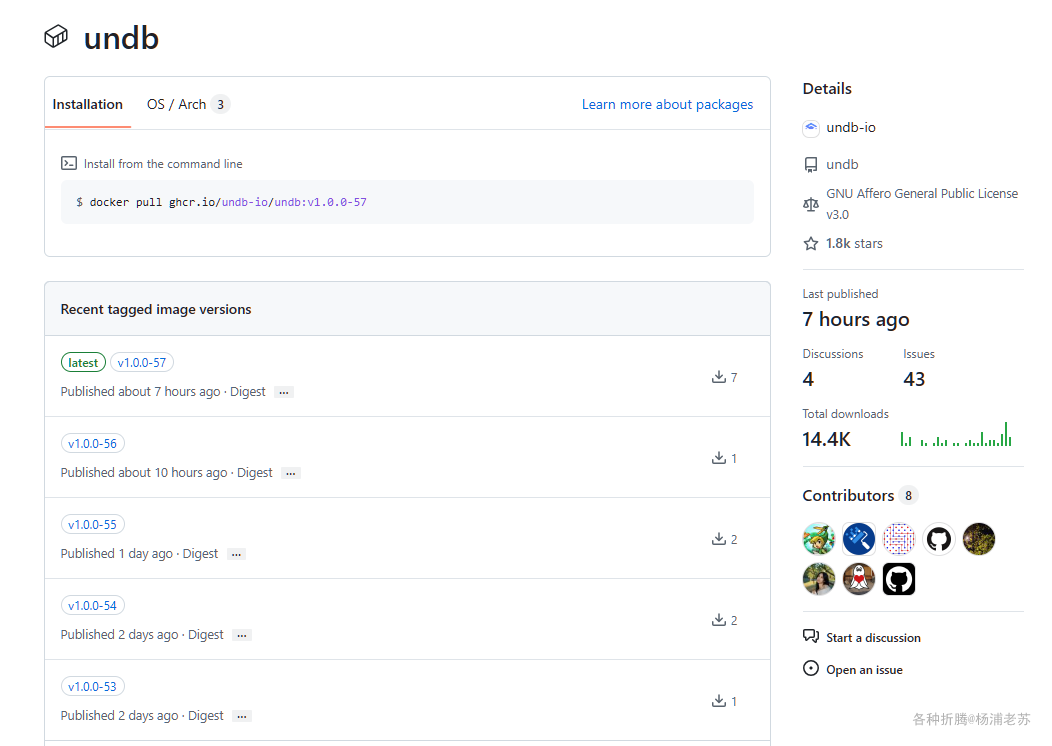 undb
Installation OS / Arch 3 Learn more about packages
Install from the command line
$ docker pull ghcr.io/undb-io/undb:v1.0.0-57
Recent tagged image versions
latest v1.0.0-57
Published about 7 hours ago · Digest ...
7
v1.0.0-56
Published about 10 hours ago · Digest ...
1
v1.0.0-55
Published 1 day ago · Digest ...
2
v1.0.0-54
Published 2 days ago · Digest ...
2
v1.0.0-53
Published 2 days ago · Digest ...
1
Details
undb-io
undb
GNU Affero General Public License
v3.0
1.8k stars
Last published
7 hours ago
Discussions Issues
4 43
Total downloads
14.4K
Contributors 8
Start a discussion
Open an issue
各种折腾@杨浦老苏